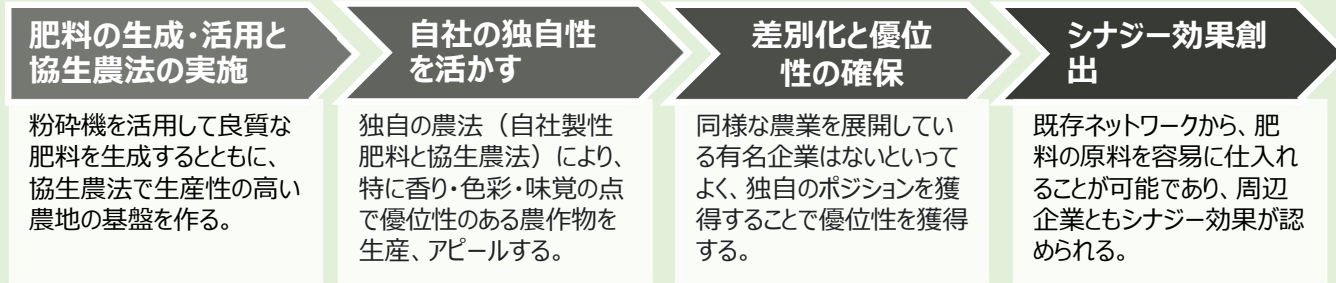 肥料の生成・活用と
協生農法の実施
粉砕機を活用して良質な
肥料を生成するとともに、
協生農法で生産性の高い
農地の基盤を作る。
自社の独自性
を活かす
独自の農法（自社製性
肥料と協生農法）により、
特に香り・色彩・味覚の点
で優位性のある農作物を
生産、アピールする。
差別化と優位
性の確保
同様な農業を展開してい
る有名企業はないといって
よく、独自のポジションを獲
得することで優位性を獲得
する。
シナジー効果創
出
既存ネットワークから、肥
料の原料を容易に仕入れ
ることが可能であり、周辺
企業ともシナジー効果が認
められる。